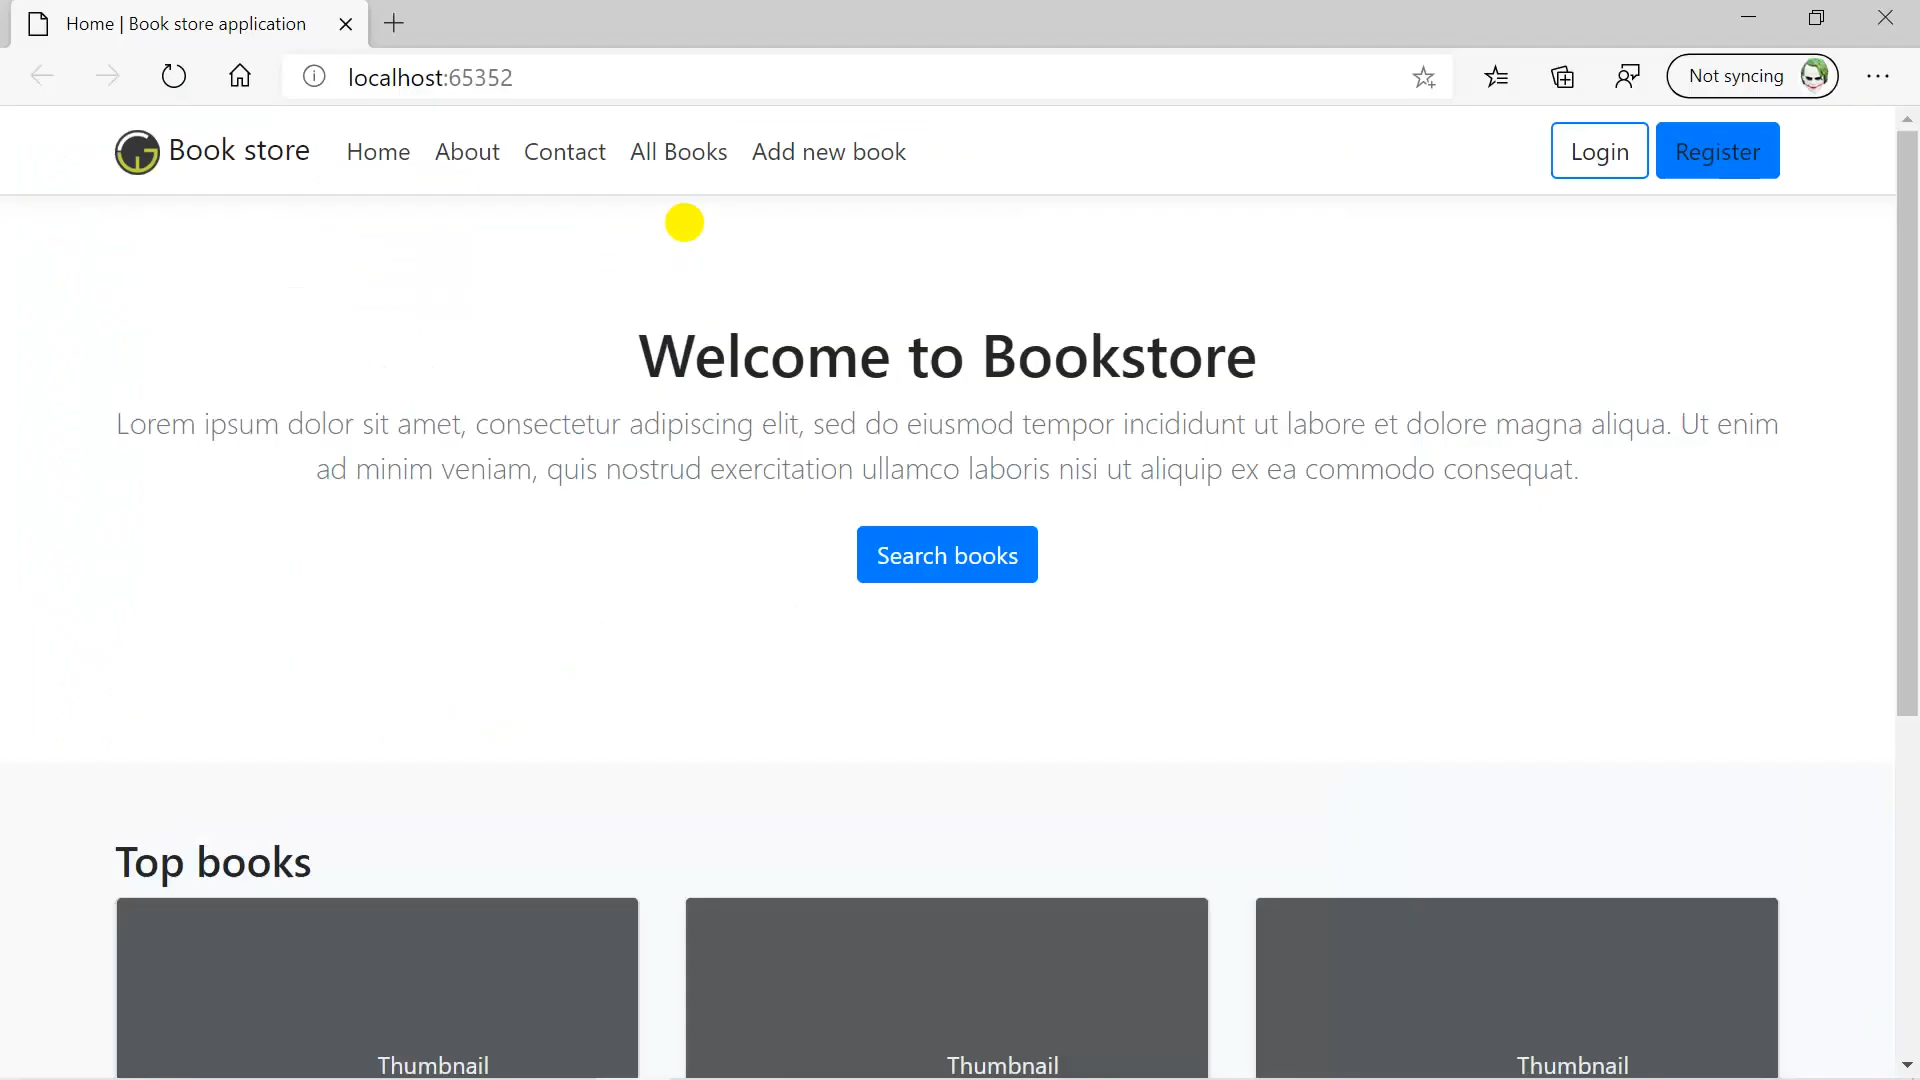 Home | Book store application
localhost:65352
Not syncing
Book store Home About Contact All Books Add new book Login Register
Welcome to Bookstore
Lorem ipsum dolor sit amet, consectetur adipiscing elit, sed do eiusmod tempor incididunt ut labore et dolore magna aliqua. Ut enim
ad minim veniam, quis nostrud exercitation ullamco laboris nisi ut aliquip ex ea commodo consequat.
Search books
Top books
Thumbnail Thumbnail Thumbnail